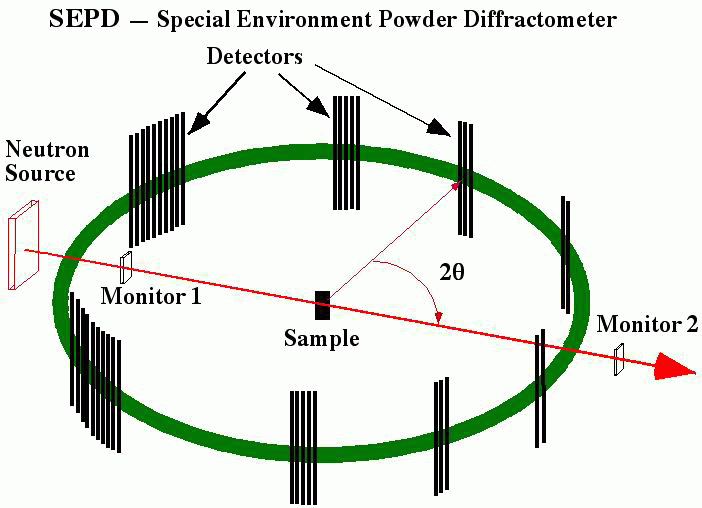 SEPD — Special Environment Powder Diffractometer
Detectors
Neutron
Source
Monitor 1
2θ
Sample
Monitor 2